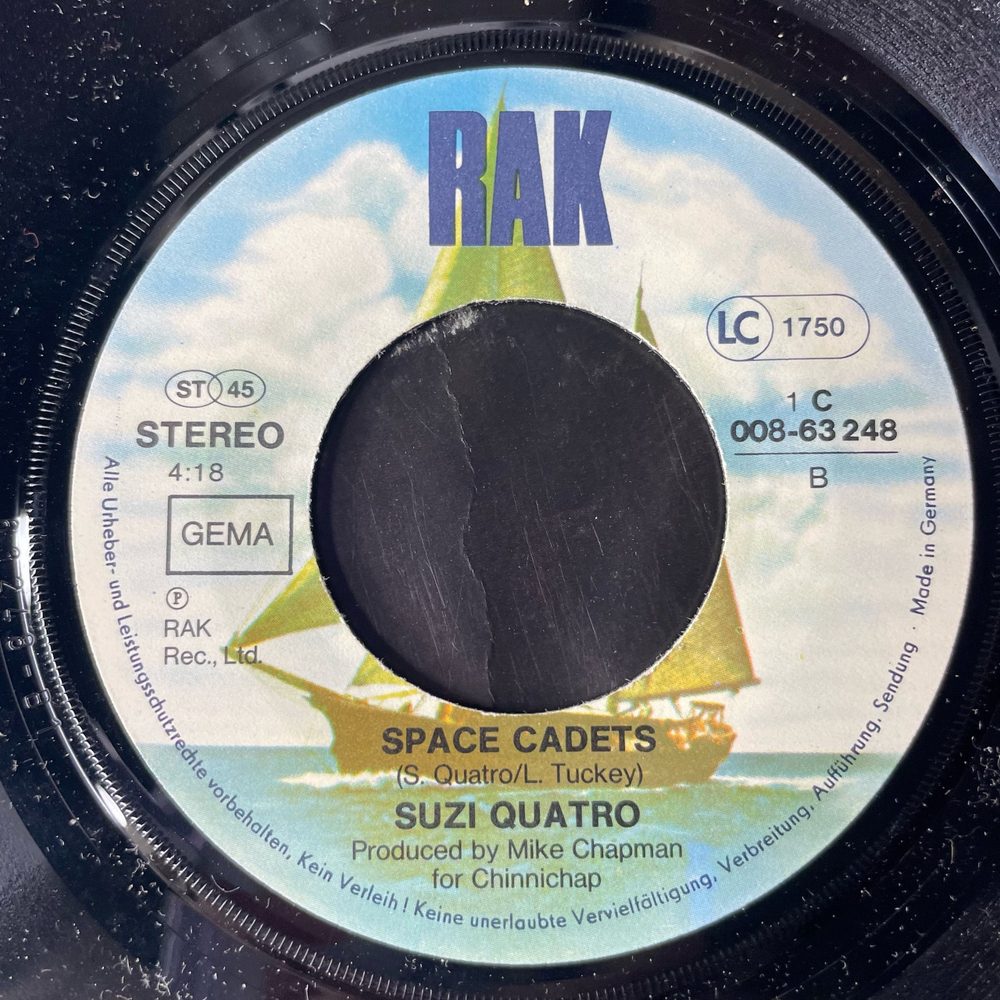 RAK
LC 1750
ST 45
STEREO
4:18
GEMA
℗
RAK
Rec., Ltd.
1 C
008-63 248
B
SPACE CADETS
(S. Quatro/L. Tuckey)
SUZI QUATRO
Produced by Mike Chapman
for Chinnichap
Alle Urheber- und Leistungsschutzrechte vorbehalten, Kein Verleih! Keine unerlaubte Vervielfältigung, Verbreitung, Aufführung, Sendung · Made in Germany